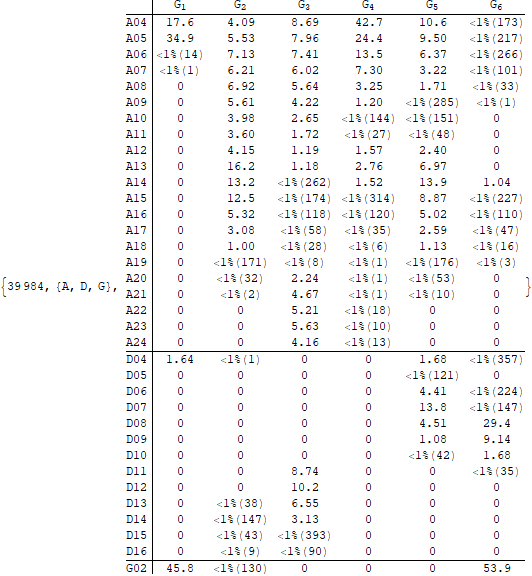 G1 G2 G3 G4 G5 G6
A04 17.6 4.09 8.69 42.7 10.6 <1%(173)
A05 34.9 5.53 7.96 24.4 9.50 <1%(217)
A06 <1%(14) 7.13 7.41 13.5 6.37 <1%(266)
A07 <1%(1) 6.21 6.02 7.30 3.22 <1%(101)
A08 0 6.92 5.64 3.25 1.71 <1%(33)
A09 0 5.61 4.22 1.20 <1%(285) <1%(1)
A10 0 3.98 2.65 <1%(144) <1%(151) 0
A11 0 3.60 1.72 <1%(27) <1%(48) 0
A12 0 4.15 1.19 1.57 2.40 0
A13 0 16.2 1.18 2.76 6.97 0
A14 0 13.2 <1%(262) 1.52 13.9 1.04
A15 0 12.5 <1%(174) <1%(314) 8.87 <1%(227)
A16 0 5.32 <1%(118) <1%(120) 5.02 <1%(110)
A17 0 3.08 <1%(58) <1%(35) 2.59 <1%(47)
A18 0 1.00 <1%(28) <1%(6) 1.13 <1%(16)
A19 0 <1%(171) <1%(8) <1%(1) <1%(176) <1%(3)
A20 0 <1%(32) 2.24 <1%(1) <1%(53) 0
{39 984, {A, D, G}, A21 0 <1%(2) 4.67 <1%(1) <1%(10) 0 }
A22 0 0 5.21 <1%(18) 0 0
A23 0 0 5.63 <1%(10) 0 0
A24 0 0 4.16 <1%(13) 0 0
D04 1.64 <1%(1) 0 0 1.68 <1%(357)
D05 0 0 0 0 <1%(121) 0
D06 0 0 0 0 4.41 <1%(224)
D07 0 0 0 0 13.8 <1%(147)
D08 0 0 0 0 4.51 29.4
D09 0 0 0 0 1.08 9.14
D10 0 0 0 0 <1%(42) 1.68
D11 0 0 8.74 0 0 <1%(35)
D12 0 0 10.2 0 0 0
D13 0 <1%(38) 6.55 0 0 0
D14 0 <1%(147) 3.13 0 0 0
D15 0 <1%(43) <1%(393) 0 0 0
D16 0 <1%(9) <1%(90) 0 0 0
G02 45.8 <1%(130) 0 0 0 53.9